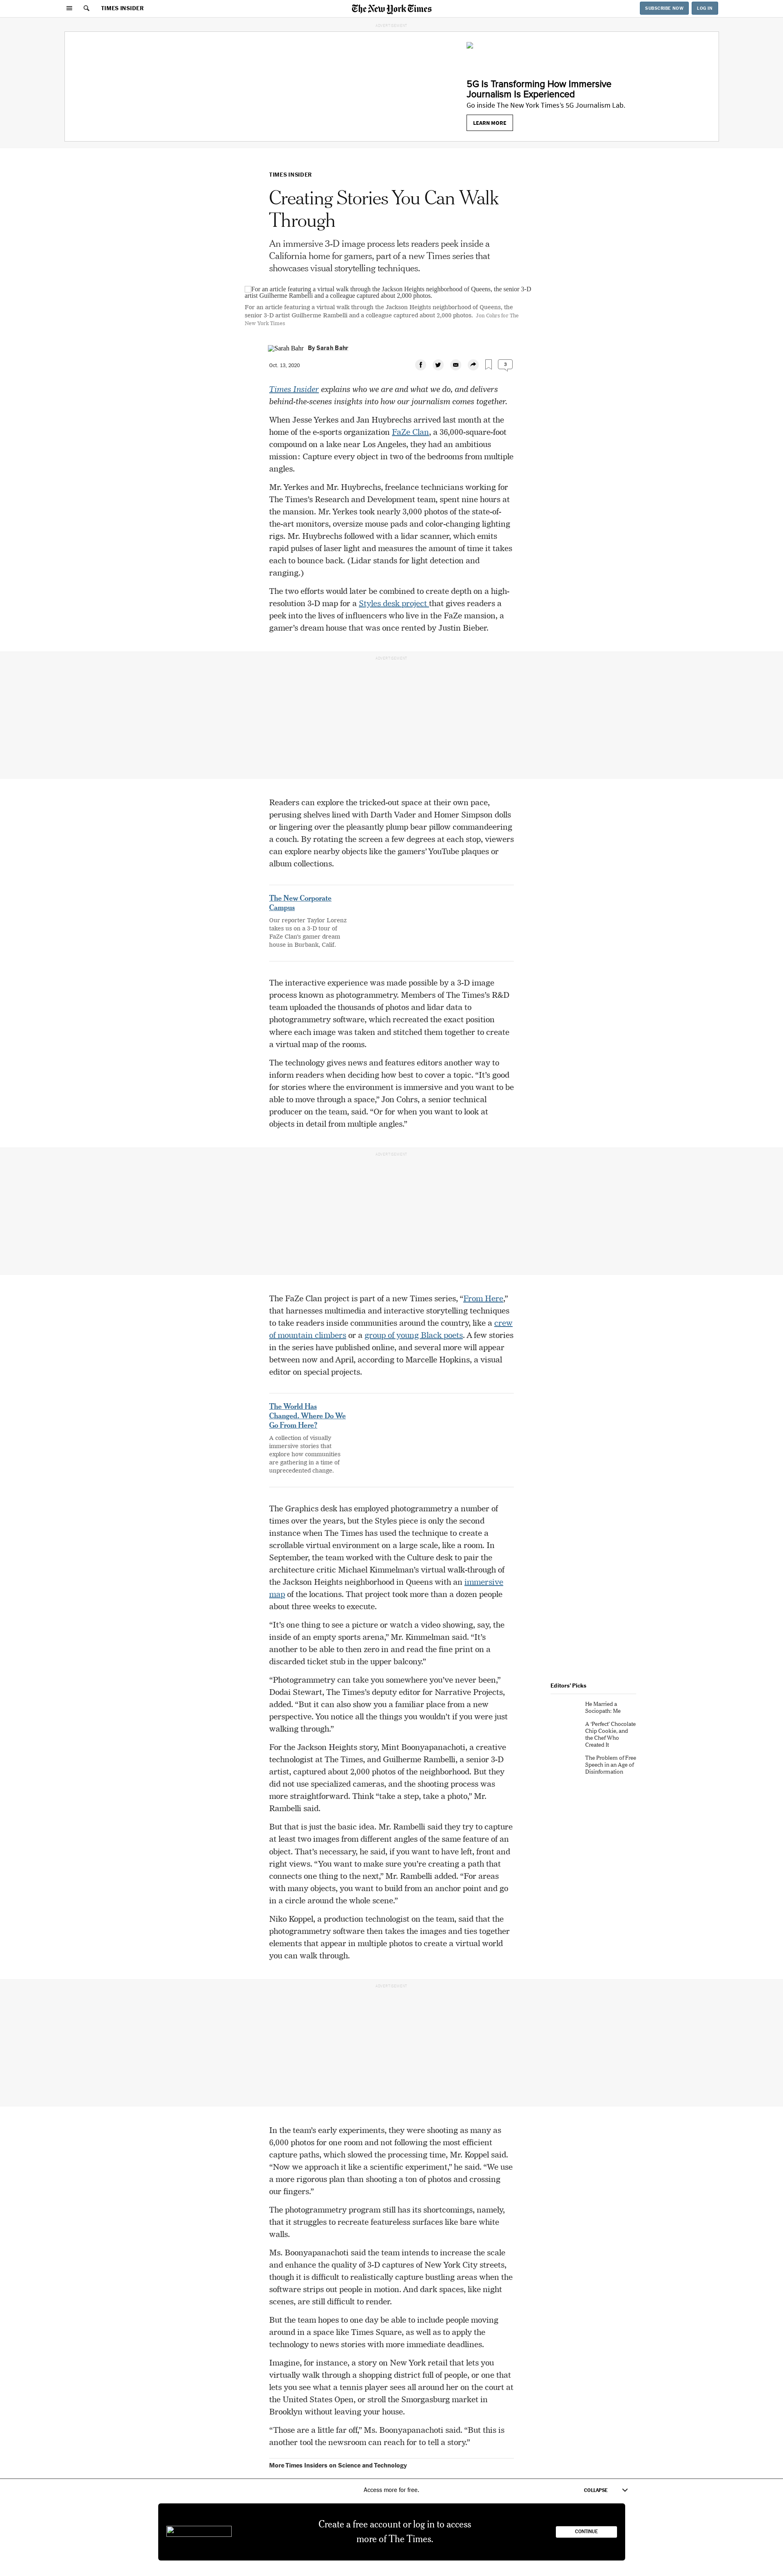 TIMES INSIDER
The New York Times
SUBSCRIBE NOW
LOG IN
ADVERTISEMENT
5G Is Transforming How Immersive
Journalism Is Experienced
Go inside The New York Times's 5G Journalism Lab.
LEARN MORE
TIMES INSIDER
Creating Stories You Can Walk
Through
An immersive 3-D image process lets readers peek inside a
California home for gamers, part of a new Times series that
showcases visual storytelling techniques.
For an article featuring a virtual walk through the Jackson Heights neighborhood of Queens, the senior 3-D
artist Guilherme Rambelli and a colleague captured about 2,000 photos.
For an article featuring a virtual walk through the Jackson Heights neighborhood of Queens, the
senior 3-D artist Guilherme Rambelli and a colleague captured about 2,000 photos. Jon Cohrs for The
New York Times
Sarah Bahr
By Sarah Bahr
Oct. 13, 2020
3
Times Insider explains who we are and what we do, and delivers
behind-the-scenes insights into how our journalism comes together.
When Jesse Yerkes and Jan Huybrechs arrived last month at the
home of the e-sports organization FaZe Clan, a 36,000-square-foot
compound on a lake near Los Angeles, they had an ambitious
mission: Capture every object in two of the bedrooms from multiple
angles.
Mr. Yerkes and Mr. Huybrechs, freelance technicians working for
The Times's Research and Development team, spent nine hours at
the mansion. Mr. Yerkes took nearly 3,000 photos of the state-of-
the-art monitors, oversize mouse pads and color-changing lighting
rigs. Mr. Huybrechs followed with a lidar scanner, which emits
rapid pulses of laser light and measures the amount of time it takes
each to bounce back. (Lidar stands for light detection and
ranging.)
The two efforts would later be combined to create depth on a high-
resolution 3-D map for a Styles desk project that gives readers a
peek into the lives of influencers who live in the FaZe mansion, a
gamer's dream house that was once rented by Justin Bieber.
ADVERTISEMENT
Readers can explore the tricked-out space at their own pace,
perusing shelves lined with Darth Vader and Homer Simpson dolls
or lingering over the pleasantly plump bear pillow commandeering
a couch. By rotating the screen a few degrees at each stop, viewers
can explore nearby objects like the gamers' YouTube plaques or
album collections.
The New Corporate
Campus
Our reporter Taylor Lorenz
takes us on a 3-D tour of
FaZe Clan's gamer dream
house in Burbank, Calif.
The interactive experience was made possible by a 3-D image
process known as photogrammetry. Members of The Times's R&D
team uploaded the thousands of photos and lidar data to
photogrammetry software, which recreated the exact position
where each image was taken and stitched them together to create
a virtual map of the rooms.
The technology gives news and features editors another way to
inform readers when deciding how best to cover a topic. “It's good
for stories where the environment is immersive and you want to be
able to move through a space,” Jon Cohrs, a senior technical
producer on the team, said. “Or for when you want to look at
objects in detail from multiple angles.”
ADVERTISEMENT
The FaZe Clan project is part of a new Times series, “From Here,”
that harnesses multimedia and interactive storytelling techniques
to take readers inside communities around the country, like a crew
of mountain climbers or a group of young Black poets. A few stories
in the series have published online, and several more will appear
between now and April, according to Marcelle Hopkins, a visual
editor on special projects.
The World Has
Changed. Where Do We
Go From Here?
A collection of visually
immersive stories that
explore how communities
are gathering in a time of
unprecedented change.
The Graphics desk has employed photogrammetry a number of
times over the years, but the Styles piece is only the second
instance when The Times has used the technique to create a
scrollable virtual environment on a large scale, like a room. In
September, the team worked with the Culture desk to pair the
architecture critic Michael Kimmelman's virtual walk-through of
the Jackson Heights neighborhood in Queens with an immersive
map of the locations. That project took more than a dozen people
about three weeks to execute.
“It's one thing to see a picture or watch a video showing, say, the
inside of an empty sports arena,” Mr. Kimmelman said. “It's
another to be able to then zero in and read the fine print on a
discarded ticket stub in the upper balcony.”
“Photogrammetry can take you somewhere you've never been,”
Dodai Stewart, The Times's deputy editor for Narrative Projects,
added. “But it can also show you a familiar place from a new
perspective. You notice all the things you wouldn't if you were just
walking through.”
Editors' Picks
He Married a
Sociopath: Me
A 'Perfect' Chocolate
Chip Cookie, and
the Chef Who
Created It
The Problem of Free
Speech in an Age of
Disinformation
For the Jackson Heights story, Mint Boonyapanachoti, a creative
technologist at The Times, and Guilherme Rambelli, a senior 3-D
artist, captured about 2,000 photos of the neighborhood. But they
did not use specialized cameras, and the shooting process was
more straightforward. Think “take a step, take a photo,” Mr.
Rambelli said.
But that is just the basic idea. Mr. Rambelli said they try to capture
at least two images from different angles of the same feature of an
object. That's necessary, he said, if you want to have left, front and
right views. “You want to make sure you're creating a path that
connects one thing to the next,” Mr. Rambelli added. “For areas
with many objects, you want to build from an anchor point and go
in a circle around the whole scene.”
Niko Koppel, a production technologist on the team, said that the
photogrammetry software then takes the images and ties together
elements that appear in multiple photos to create a virtual world
you can walk through.
ADVERTISEMENT
In the team's early experiments, they were shooting as many as
6,000 photos for one room and not following the most efficient
capture paths, which slowed the processing time, Mr. Koppel said.
“Now we approach it like a scientific experiment,” he said. “We use
a more rigorous plan than shooting a ton of photos and crossing
our fingers.”
The photogrammetry program still has its shortcomings, namely,
that it struggles to recreate featureless surfaces like bare white
walls.
Ms. Boonyapanachoti said the team intends to increase the scale
and enhance the quality of 3-D captures of New York City streets,
though it is difficult to realistically capture bustling areas when the
software strips out people in motion. And dark spaces, like night
scenes, are still difficult to render.
But the team hopes to one day be able to include people moving
around in a space like Times Square, as well as to apply the
technology to news stories with more immediate deadlines.
Imagine, for instance, a story on New York retail that lets you
virtually walk through a shopping district full of people, or one that
lets you see what a tennis player sees all around her on the court at
the United States Open, or stroll the Smorgasburg market in
Brooklyn without leaving your house.
“Those are a little far off,” Ms. Boonyapanachoti said. “But this is
another tool the newsroom can reach for to tell a story.”
More Times Insiders on Science and Technology
Access more for free.
COLLAPSE
Create a free account or log in to access
more of The Times.
CONTINUE